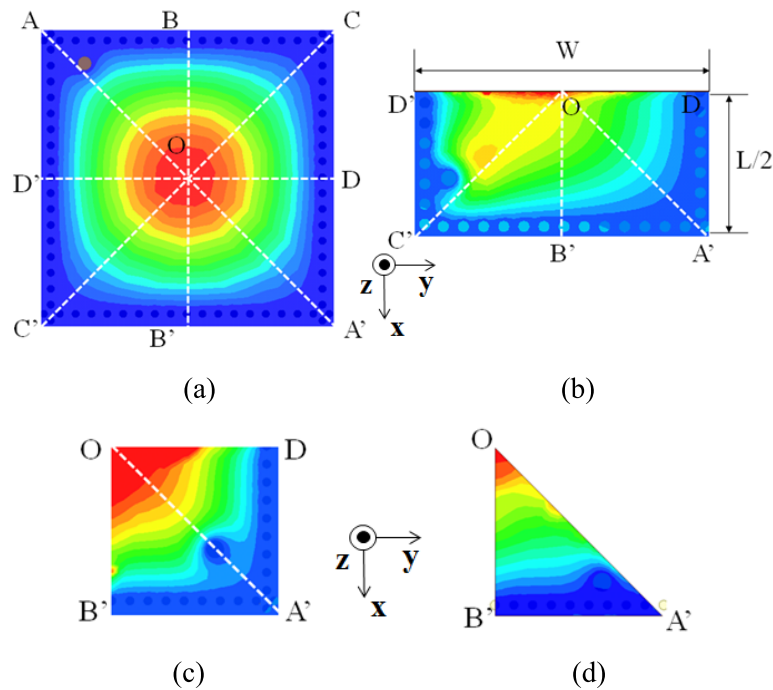 A B C
O
D' D
C' B' A'
(a)
W
D' O D
L/2
C' B' A'
z y
x
(b)
O D
B' A'
(c)
z y
x
O
B' A'
(d)